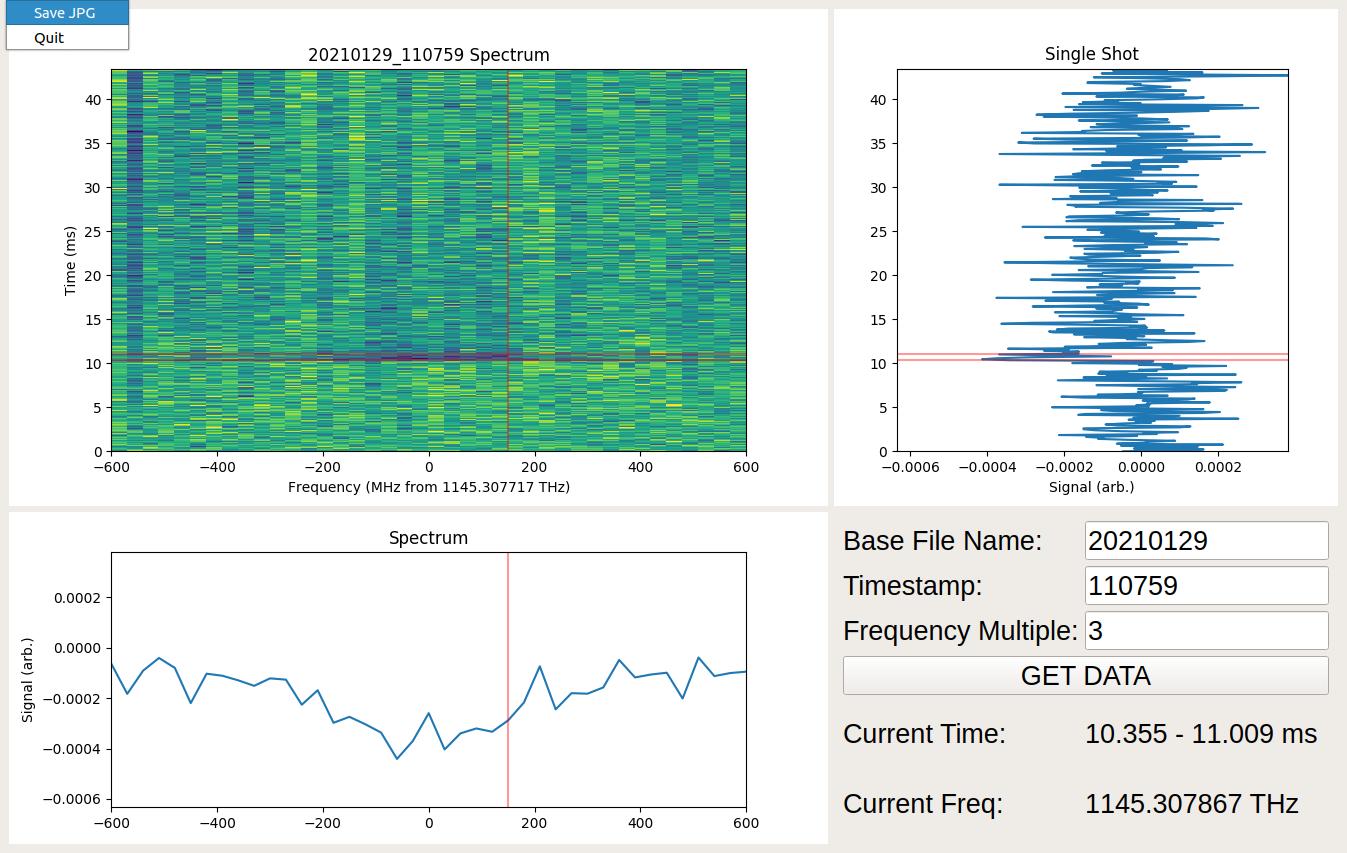 Save JPG
Quit
20210129_110759 Spectrum
40
35
30
25
20
15
10
5
0
Time (ms)
−600 −400 −200 0 200 400 600
Frequency (MHz from 1145.307717 THz)
Single Shot
40
35
30
25
20
15
10
5
0
−0.0006 −0.0004 −0.0002 0.0000 0.0002
Signal (arb.)
Spectrum
0.0002
0.0000
−0.0002
−0.0004
−0.0006
Signal (arb.)
−600 −400 −200 0 200 400 600
Base File Name: 20210129
Timestamp: 110759
Frequency Multiple: 3
GET DATA
Current Time: 10.355 - 11.009 ms
Current Freq: 1145.307867 THz